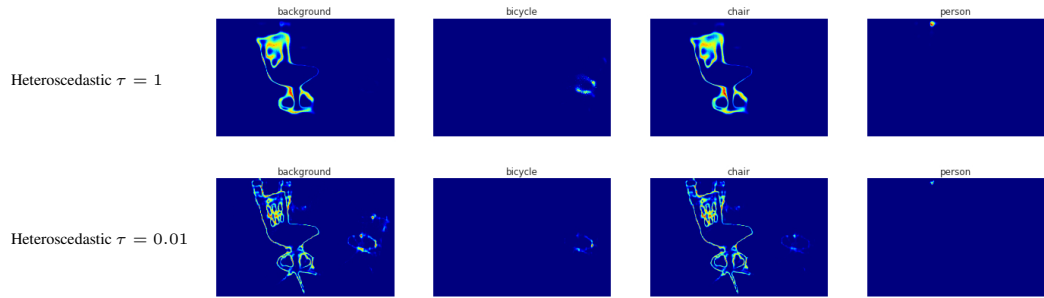 background bicycle chair person
Heteroscedastic τ = 1
background bicycle chair person
Heteroscedastic τ = 0.01